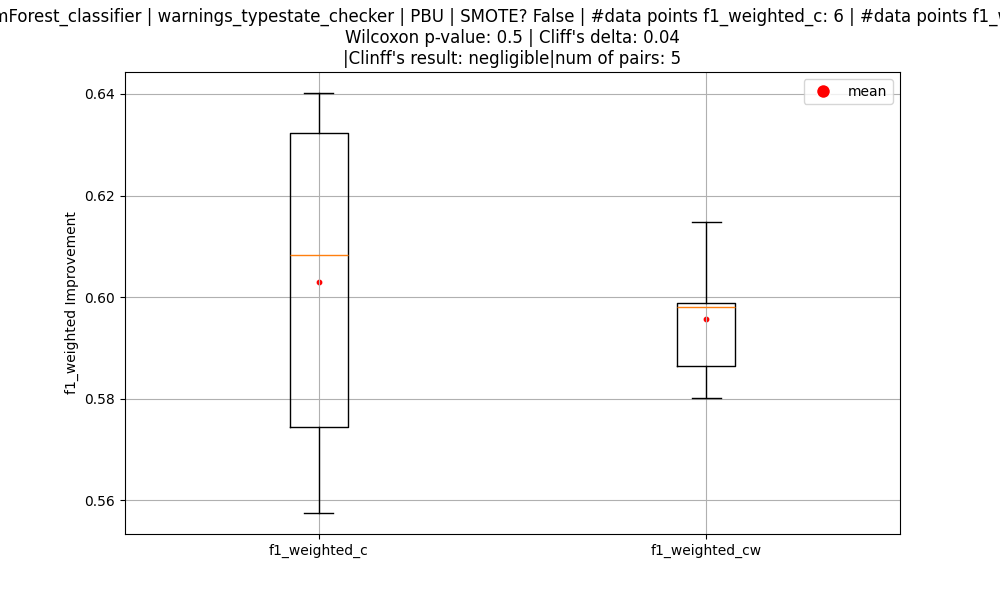 mForest_classifier | warnings_typestate_checker | PBU | SMOTE? False | #data points f1_weighted_c: 6 | #data points
Wilcoxon p-value: 0.5 | Cliff's delta: 0.04
|Clinff's result: negligible|num of pairs: 5
mean
0.64
0.62
0.60
0.58
0.56
f1_weighted Improvement
f1_weighted_c
f1_weighted_cw